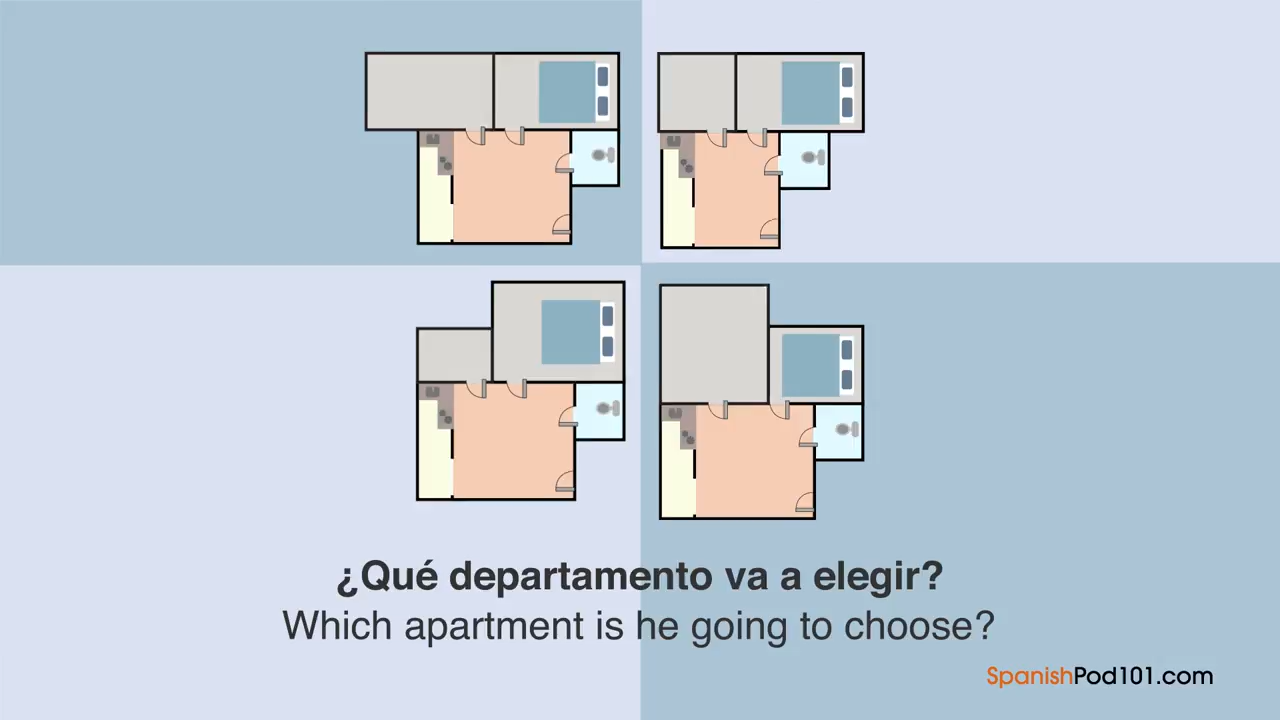 ¿Qué departamento va a elegir?
Which apartment is he going to choose?
SpanishPod101.com